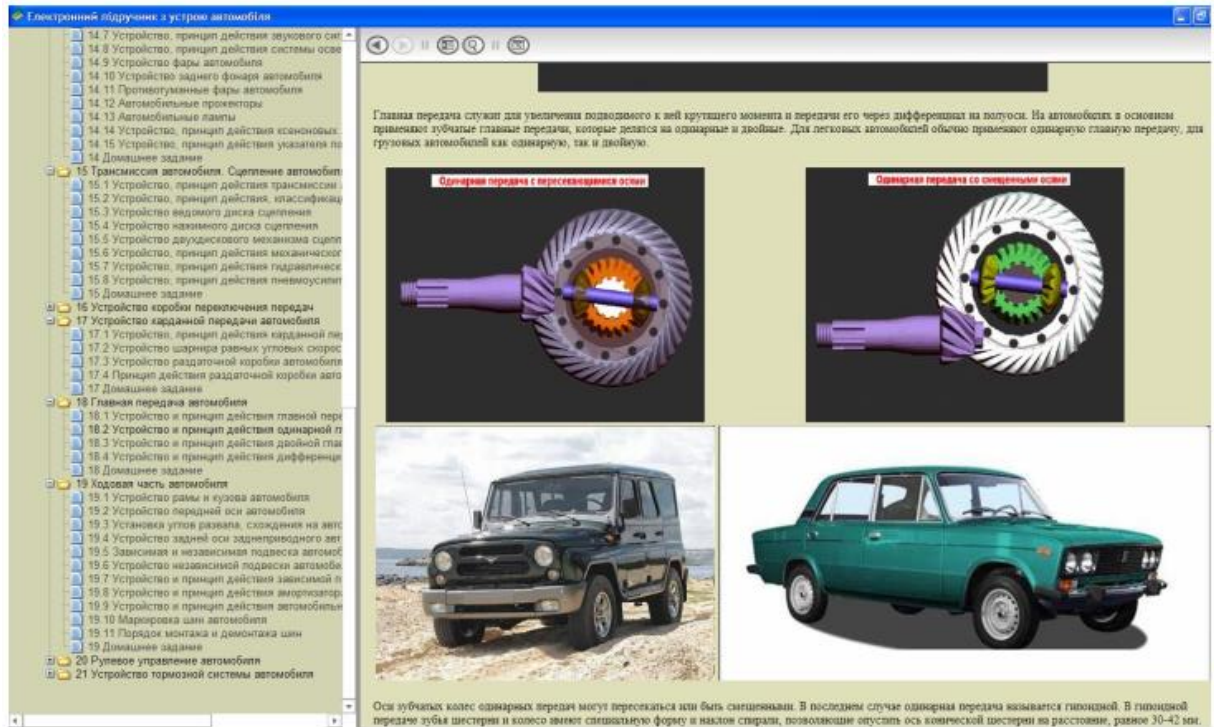 Електронний підручник з устрою автомобіля
14.7 Устройство, принцип действия звукового сиг
14.8 Устройство, принцип действия системы осве
14.9 Устройство фары автомобиля
14.10 Устройство заднего фонаря автомобиля
14.11 Противотуманные фары автомобиля
14.12 Автомобильные прожекторы
14.13 Автомобильные лампы
14.14 Устройство, принцип действия ксеноновых
14.15 Устройство, принцип действия указателя по
14 Домашнее задание
15 Трансмиссия автомобиля. Сцепление автомобил
15.1 Устройство, принцип действия трансмиссии
15.2 Устройство, принцип действия, классификац
15.3 Устройство ведомого диска сцепления
15.4 Устройство нажимного диска сцепления
15.5 Устройство двухдискового механизма сцепл
15.6 Устройство, принцип действия механическог
15.7 Устройство, принцип действия гидравлическ
15.8 Устройство, принцип действия пневмоусилит
15 Домашнее задание
16 Устройство коробки переключения передач
17 Устройство карданной передачи автомобиля
17.1 Устройство, принцип действия карданной пе
17.2 Устройство шарнира равных угловых скорос
17.3 Устройство раздаточной коробки автомобиля
17.4 Принцип действия раздаточной коробки авто
17 Домашнее задание
18 Главная передача автомобиля
18.1 Устройство и принцип действия главной пере
18.2 Устройство и принцип действия одинарной г
18.3 Устройство и принцип действия двойной глав
18.4 Устройство и принцип действия дифференци
18 Домашнее задание
19 Ходовая часть автомобиля
19.1 Устройство рамы и кузова автомобиля
19.2 Устройство передней оси автомобиля
19.3 Установка углов развала, схождения на авто
19.4 Устройство задней оси заднеприводного авт
19.5 Зависимая и независимая подвеска автомоб
19.6 Устройство независимой подвески автомоби
19.7 Устройство и принцип действия зависимой п
19.8 Устройство и принцип действия амортизатор
19.9 Устройство и принцип действия автомобильн
19.10 Маркировка шин автомобиля
19.11 Порядок монтажа и демонтажа шин
19 Домашнее задание
20 Рулевое управление автомобиля
21 Устройство тормозной системы автомобиля
Главная передача служит для увеличения подводимого к ней крутящего момента и передачи его через дифференциал на полуоси. На автомобилях в основном
применяют зубчатые главные передачи, которые делятся на одинарные и двойные. Для легковых автомобилей обычно применяют одинарную главную передачу, для
грузовых автомобилей как одинарную, так и двойную.
Одинарная передача с пересекающимися осями
Одинарная передача со смещенными осями
Оси зубчатых колес одинарных передач могут пересекаться или быть смещенными. В последнем случае одинарная передача называется гипоидной. В гипоидной
передаче зубья шестерни и колесо имеют специальную форму и наклон спирали, позволяющие опустить ось конической шестерни на расстояние, равное 30-42 мм.